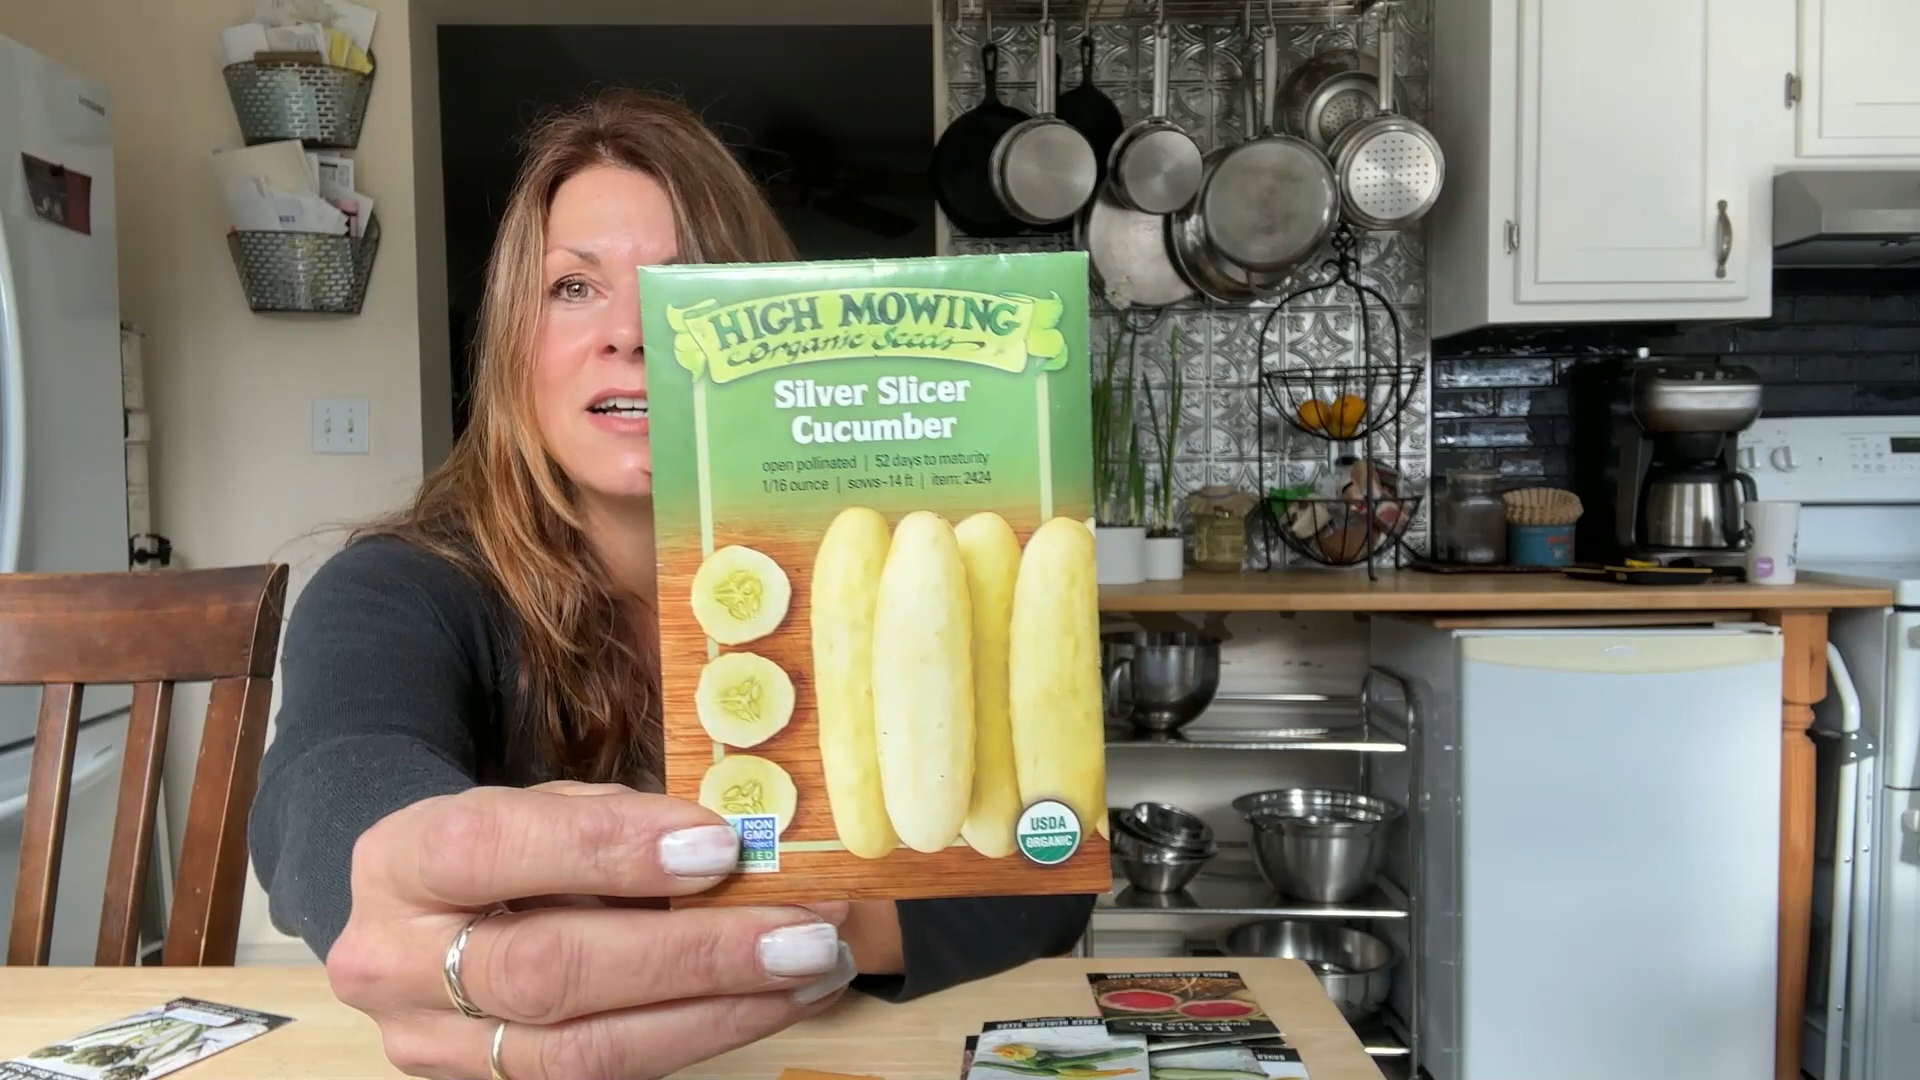 HIGH MOWING
Organic Seeds
Silver Slicer
Cucumber
open pollinated | 52 days to maturity
1/16 ounce | sows~14 ft | item: 2424
NON
GMO
Project
USDA
ORGANIC
RADISH